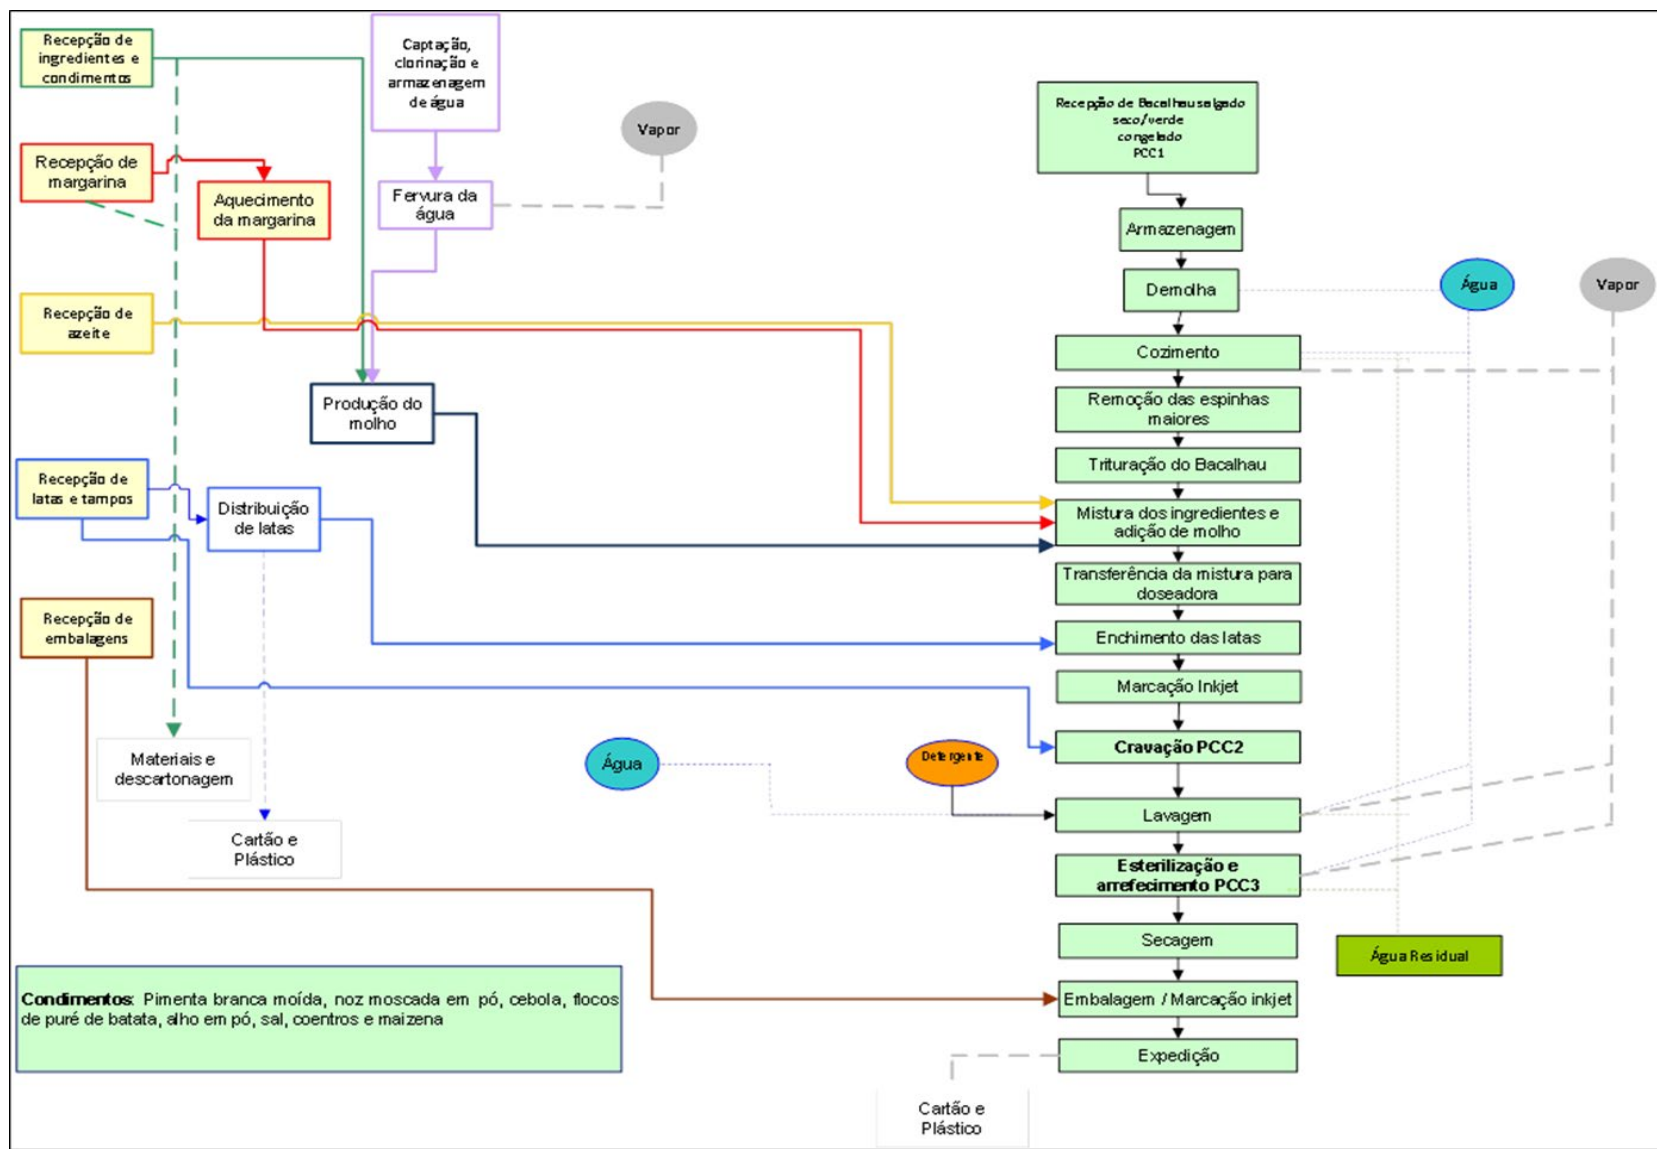 Recepção de
ingredientes e
condimentos
Captação,
clorinação e
armazenagem
de água
Vapor
Recepção de Bacalhau salgado
seco/verde
congelado
PCC1
Recepção de
margarina
Aquecimento
da margarina
Fervura da
água
Armazenagem
Demolha
Água
Vapor
Recepção de
azeite
Cozimento
Produção do
molho
Remoção das espinhas
maiores
Trituração do Bacalhau
Recepção de
latas e tampos
Distribuição
de latas
Mistura dos ingredientes e
adição de molho
Transferência da mistura para
doseadora
Recepção de
embalagens
Enchimento das latas
Marcação Inkjet
Materiais e
descartonagem
Água
Detergente
Cravação PCC2
Lavagem
Cartão e
Plástico
Esterilização e
arrefecimento PCC3
Secagem
Água Residual
Condimentos: Pimenta branca moída, noz moscada em pó, cebola, flocos
de puré de batata, alho em pó, sal, coentros e maizena
Embalagem / Marcação inkjet
Expedição
Cartão e
Plástico